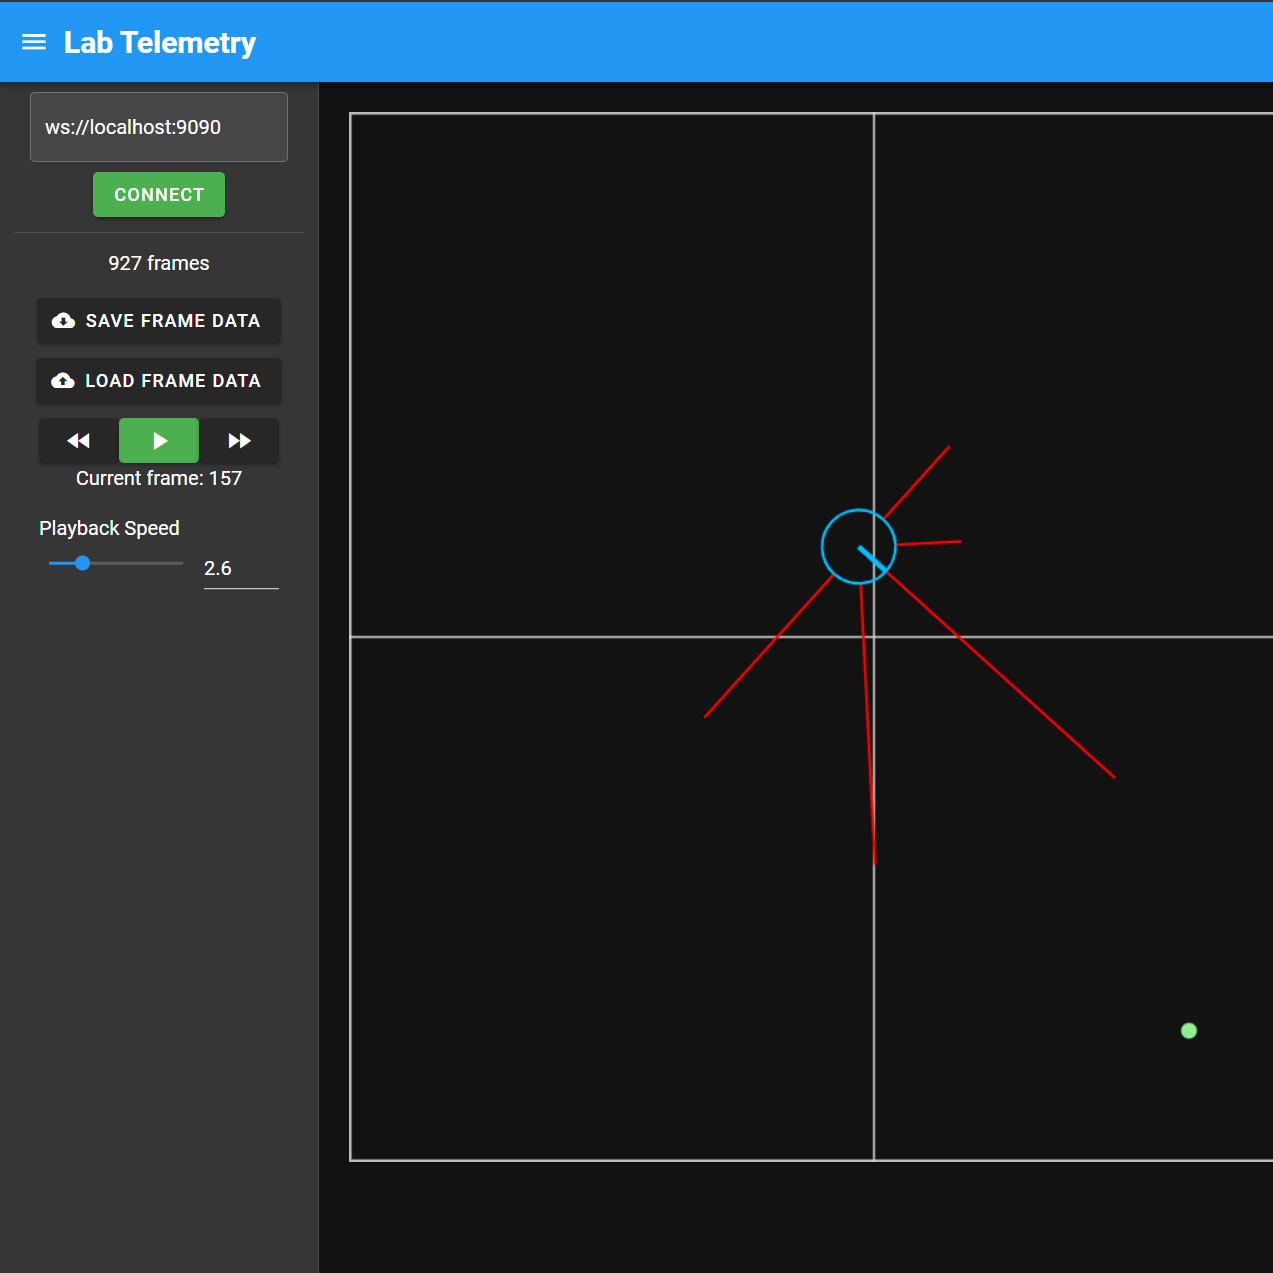 Lab Telemetry
ws://localhost:9090
CONNECT
927 frames
SAVE FRAME DATA
LOAD FRAME DATA
Current frame: 157
Playback Speed
2.6